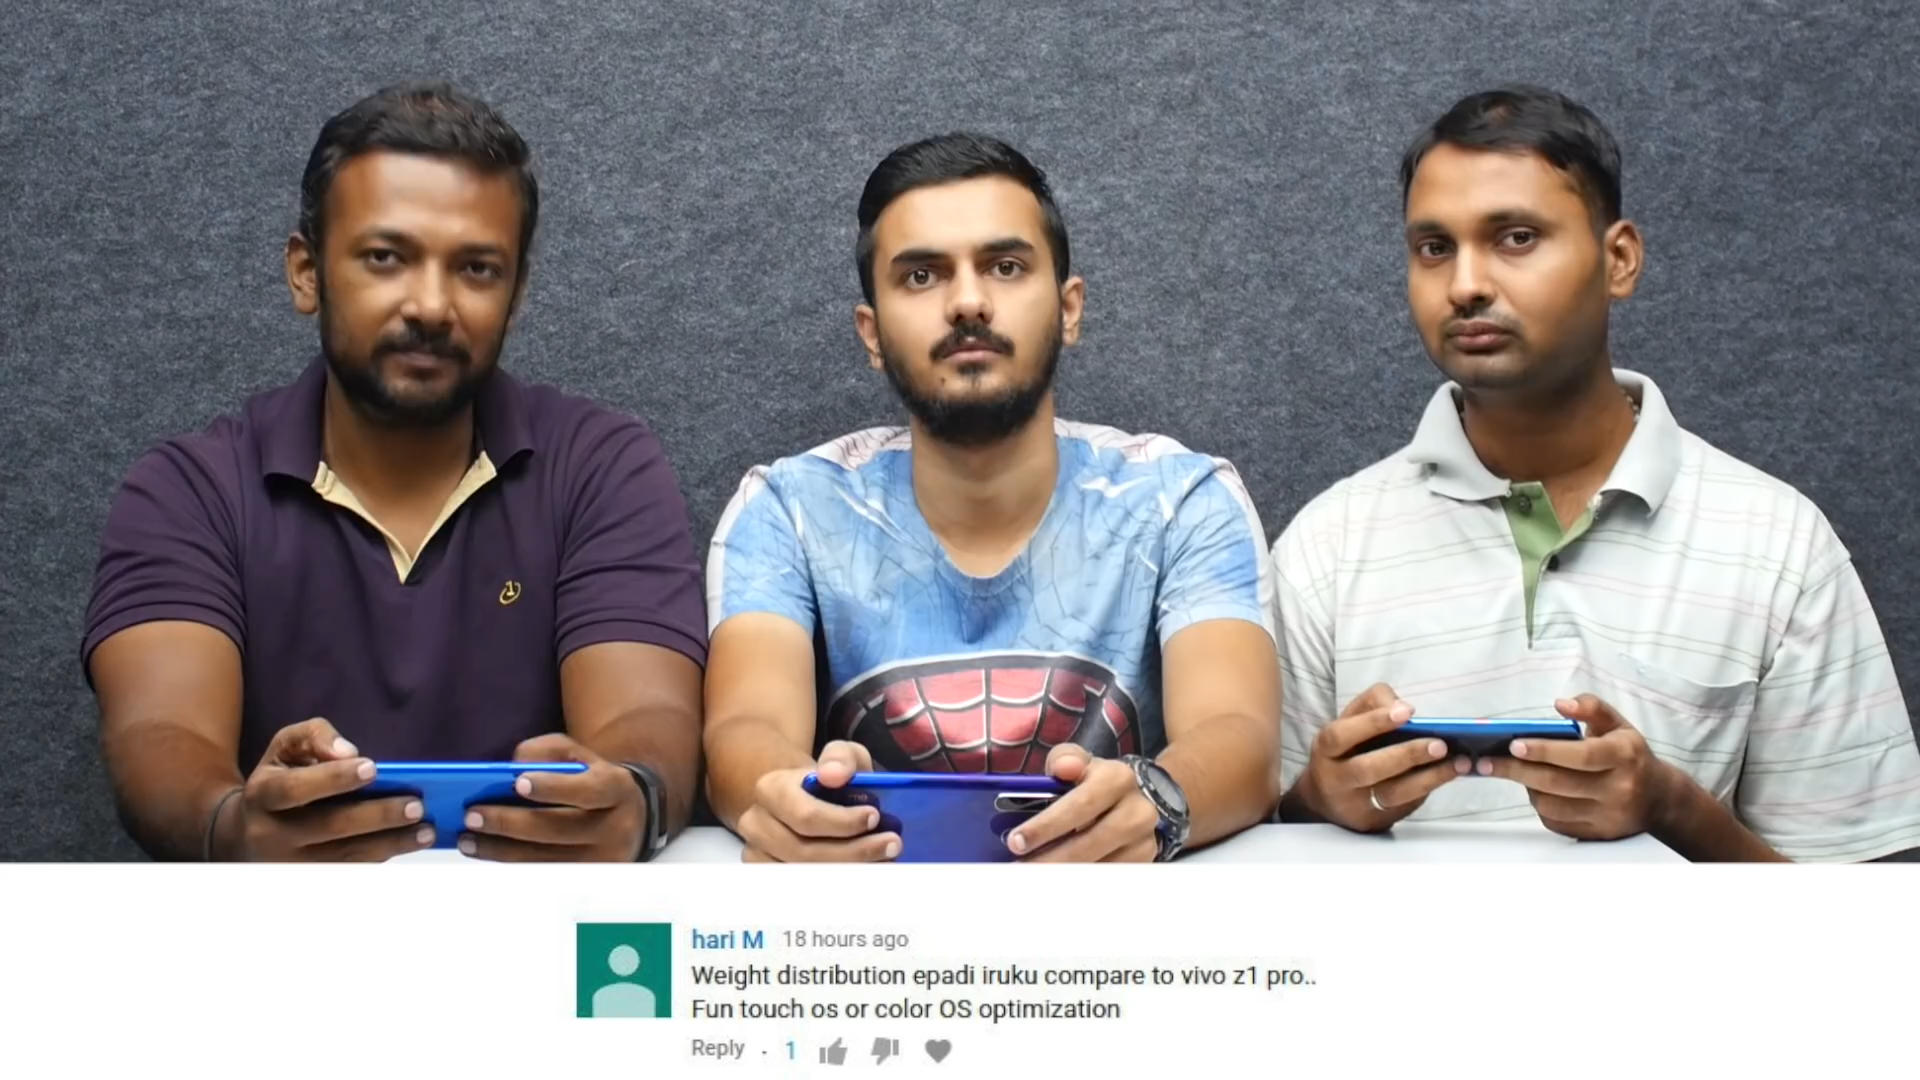 hari M 18 hours ago
Weight distribution epadi iruku compare to vivo z1 pro..
Fun touch os or color OS optimization
Reply . 1